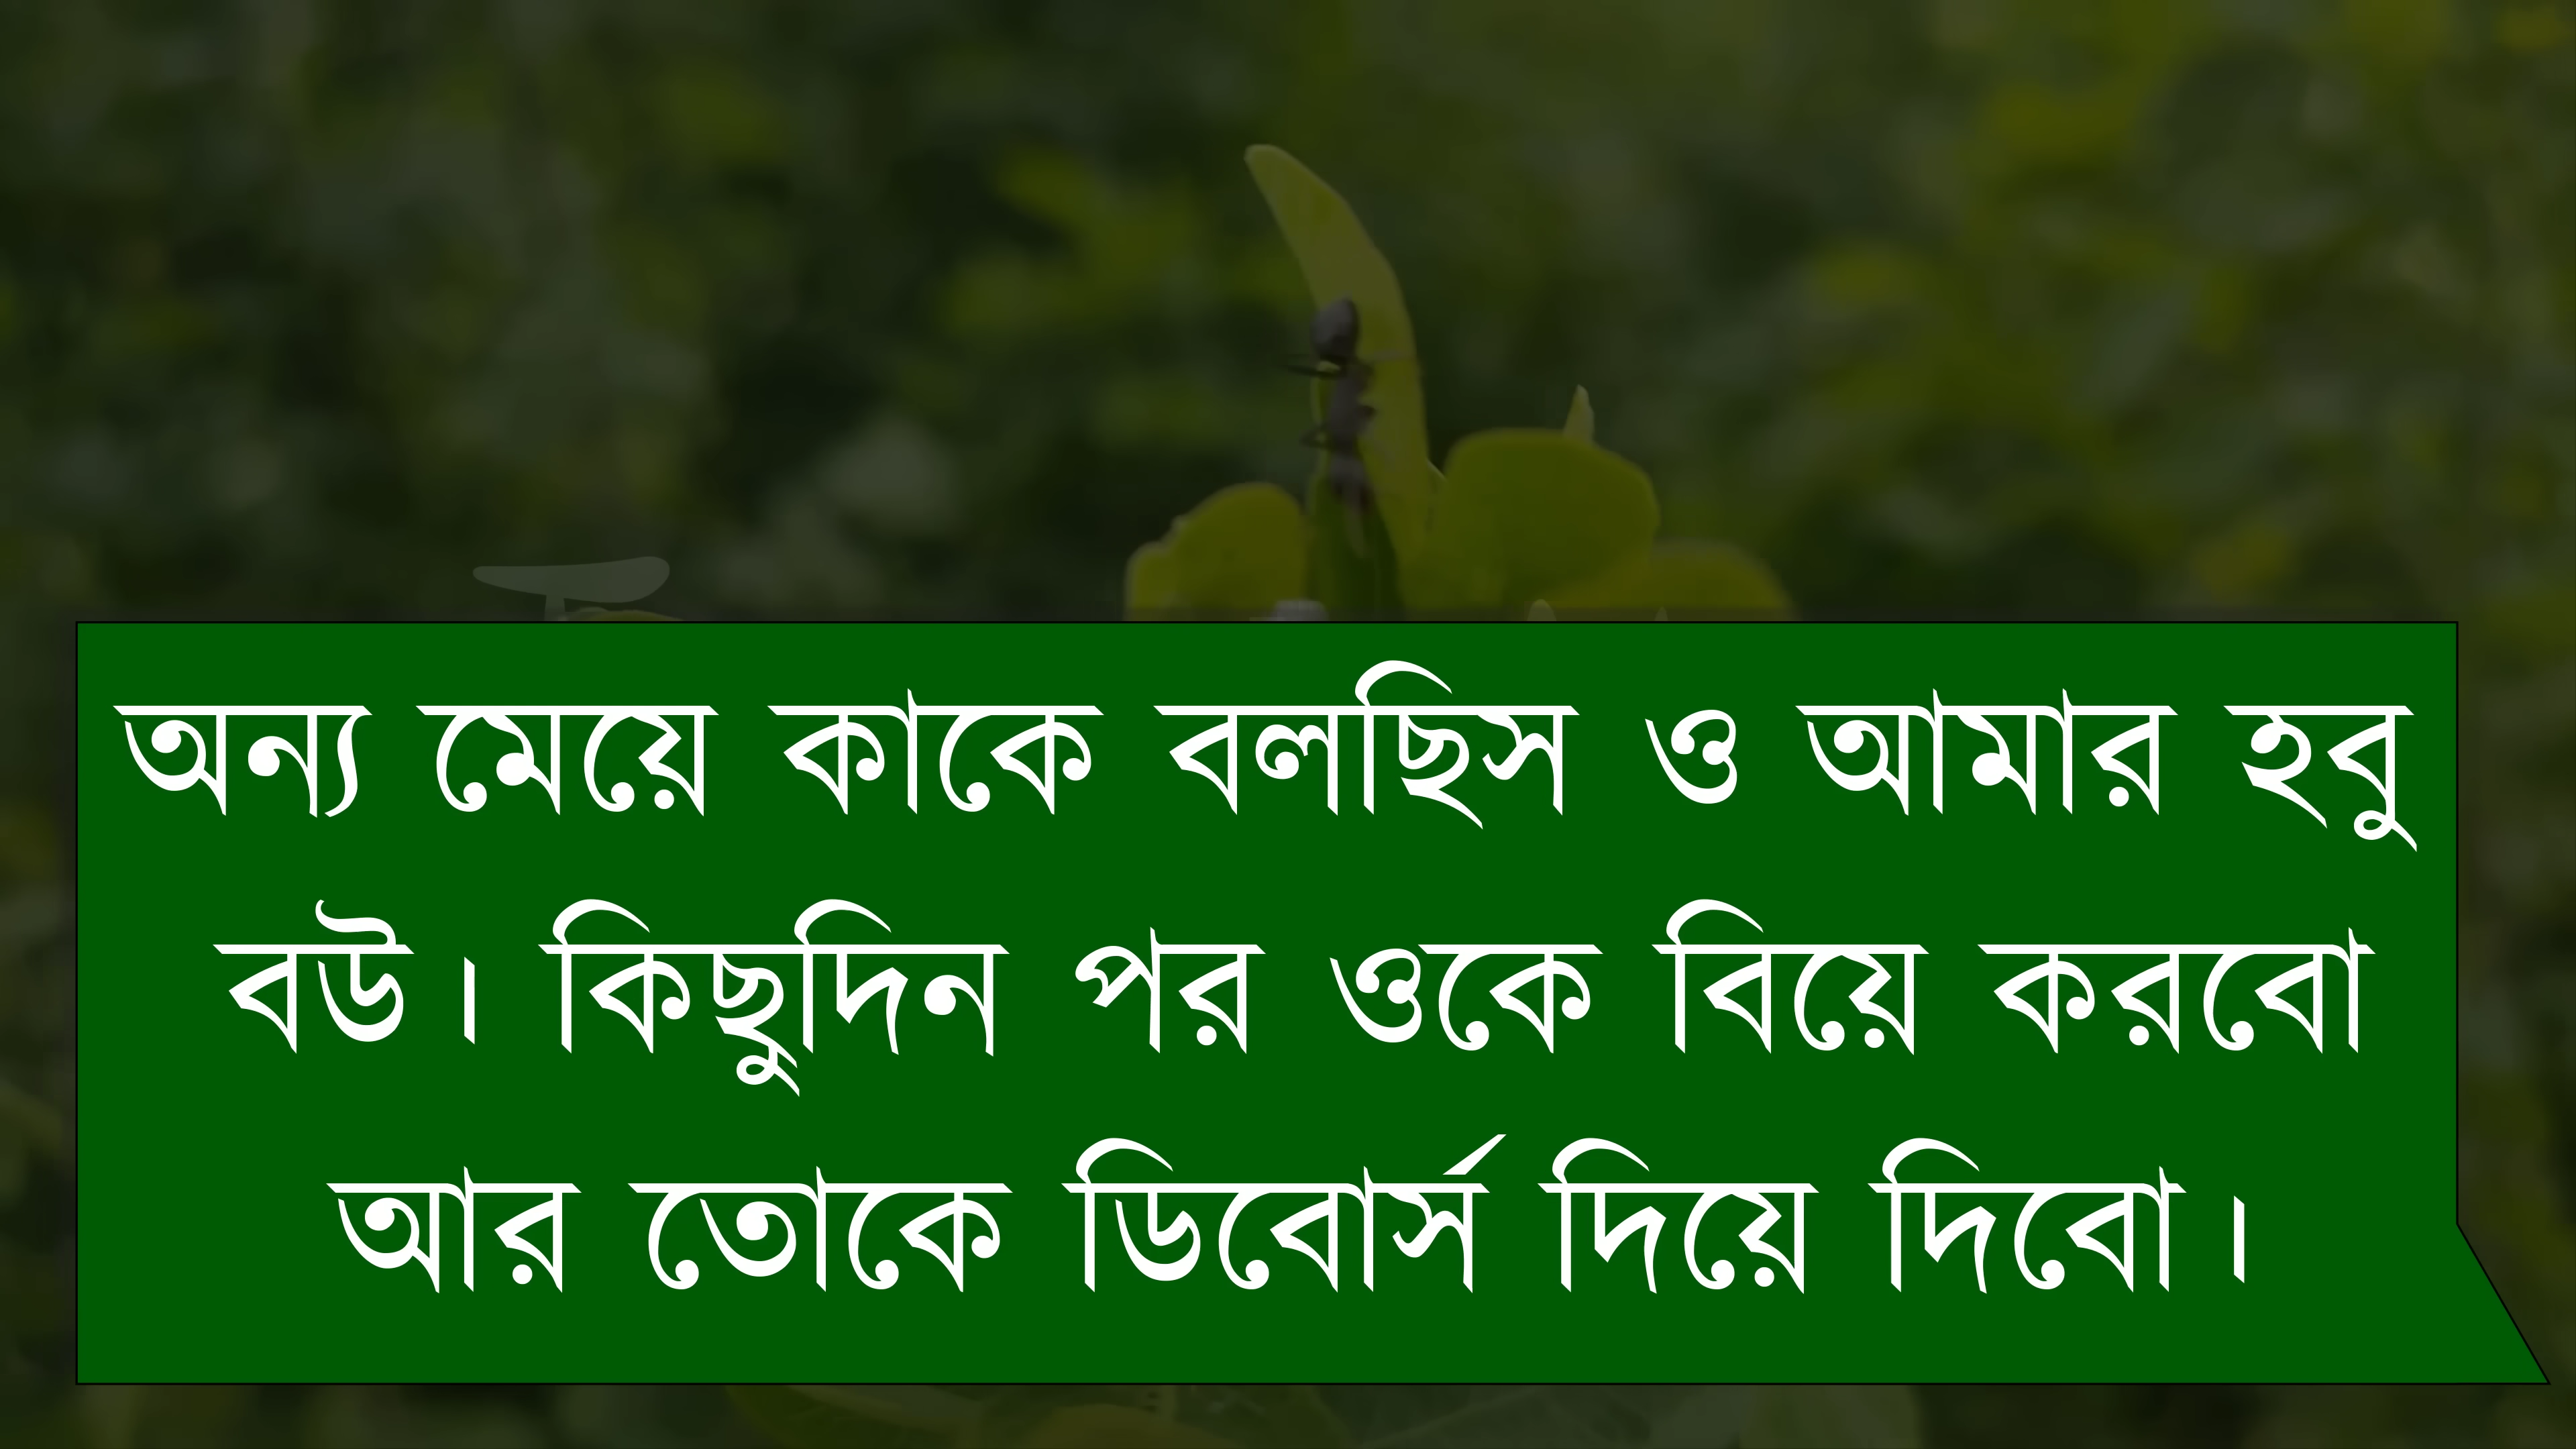 অন্য মেয়ে কাকে বলছিস ও আমার হবু
বউ। কিছুদিন পর ওকে বিয়ে করবো
আর তোকে ডিবোর্স দিয়ে দিবো।